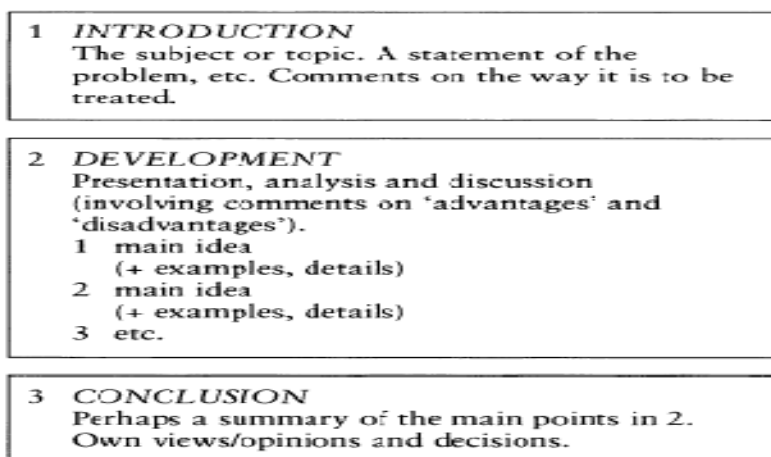 1 INTRODUCTION
The subject or topic. A statement of the
problem, etc. Comments on the way it is to be
treated.
2 DEVELOPMENT
Presentation, analysis and discussion
(involving comments on 'advantages' and
'disadvantages').
1 main idea
(+ examples, details)
2 main idea
(+ examples, details)
3 etc.
3 CONCLUSION
Perhaps a summary of the main points in 2.
Own views/opinions and decisions.